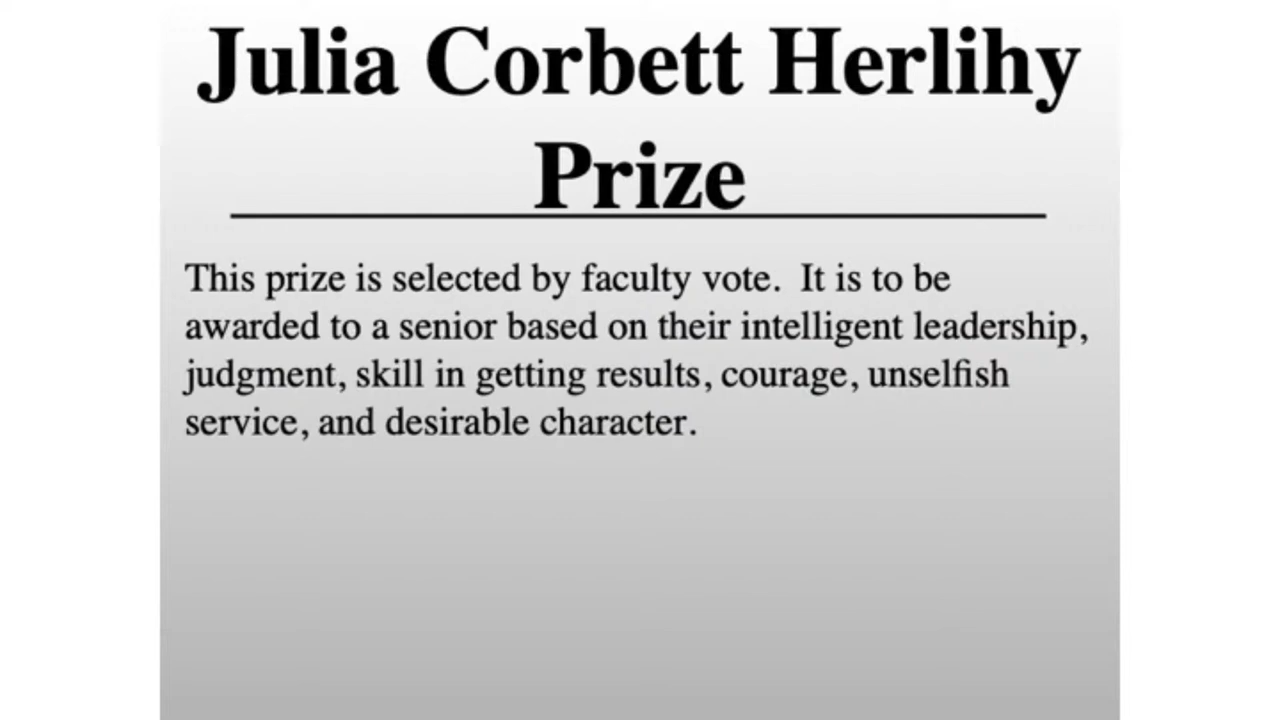 Julia Corbett Herlihy
Prize
This prize is selected by faculty vote.  It is to be
awarded to a senior based on their intelligent leadership,
judgment, skill in getting results, courage, unselfish
service, and desirable character.